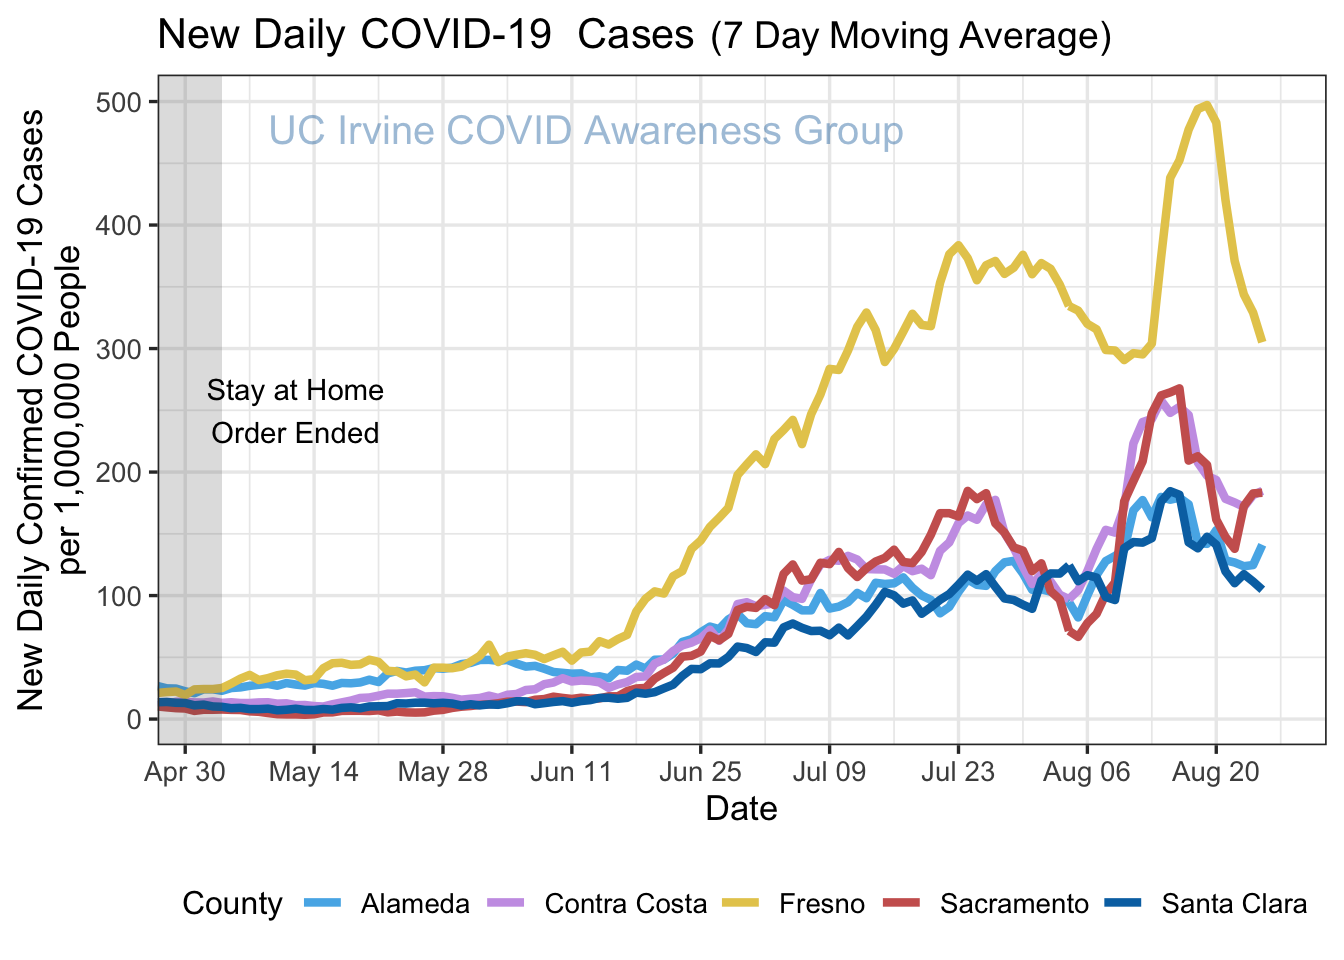 New Daily COVID-19 Cases (7 Day Moving Average)
New Daily Confirmed COVID-19 Cases
per 1,000,000 People
500
400
300
200
100
0
UC Irvine COVID Awareness Group
Stay at Home
Order Ended
Apr 30 May 14 May 28 Jun 11 Jun 25 Jul 09 Jul 23 Aug 06 Aug 20
Date
County Alameda Contra Costa Fresno Sacramento Santa Clara